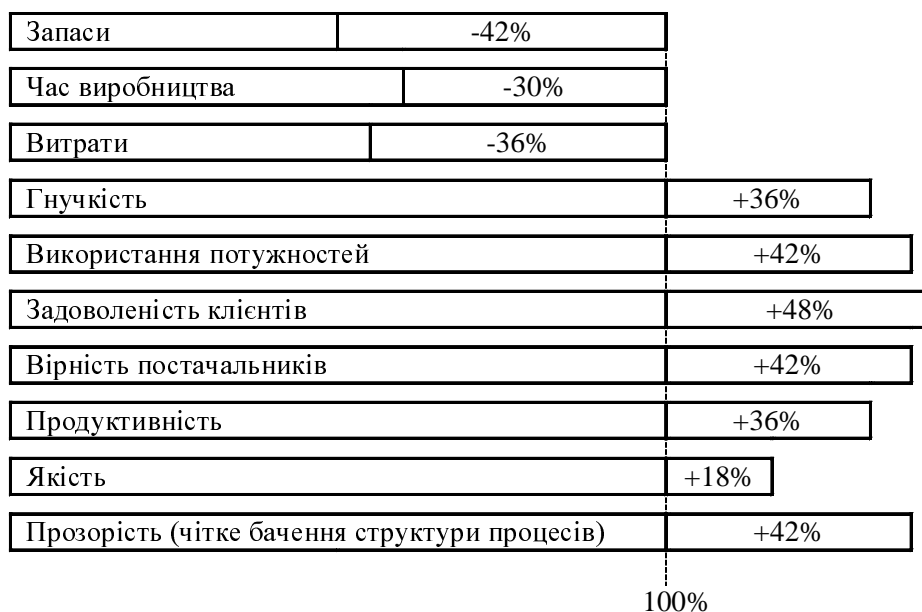 Запаси -42%
Час виробництва -30%
Витрати -36%
Гнучкість +36%
Використання потужностей +42%
Задоволеність клієнтів +48%
Вірність постачальників +42%
Продуктивність +36%
Якість +18%
Прозорість (чітке бачення структури процесів) +42%
100%